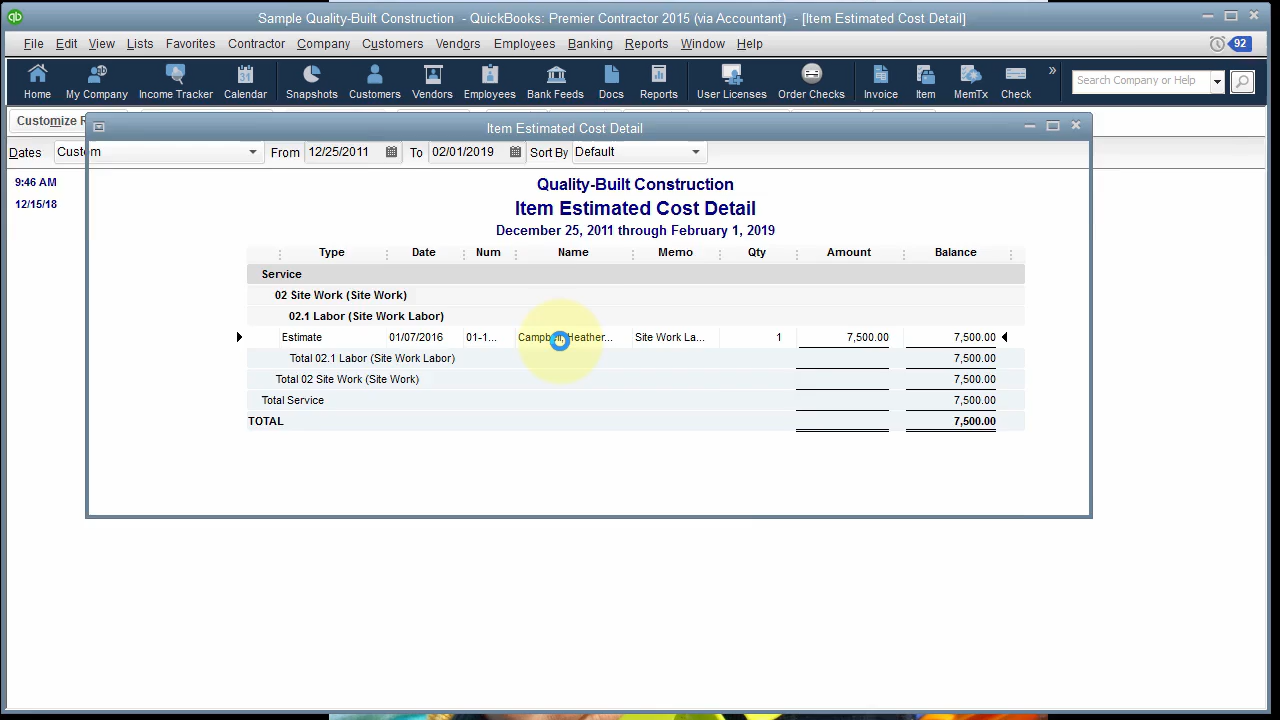 Sample Quality-Built Construction - QuickBooks: Premier Contractor 2015 (via Accountant) - [Item Estimated Cost Detail]
File Edit View Lists Favorites Contractor Company Customers Vendors Employees Banking Reports Window Help 92
Home My Company Income Tracker Calendar Snapshots Customers Vendors Employees Bank Feeds Docs Reports User Licenses Order Checks Invoice Item MemTx Check » Search Company or Help
Customize R
Item Estimated Cost Detail
Dates Custom From 12/25/2011 To 02/01/2019 Sort By Default
9:46 AM
12/15/18
Quality-Built Construction
Item Estimated Cost Detail
December 25, 2011 through February 1, 2019
Type Date Num Name Memo Qty Amount Balance
Service
02 Site Work (Site Work)
02.1 Labor (Site Work Labor)
Estimate 01/07/2016 01-1... Campbell, Heather... Site Work La... 1 7,500.00 7,500.00
Total 02.1 Labor (Site Work Labor) 7,500.00
Total 02 Site Work (Site Work) 7,500.00
Total Service 7,500.00
TOTAL 7,500.00